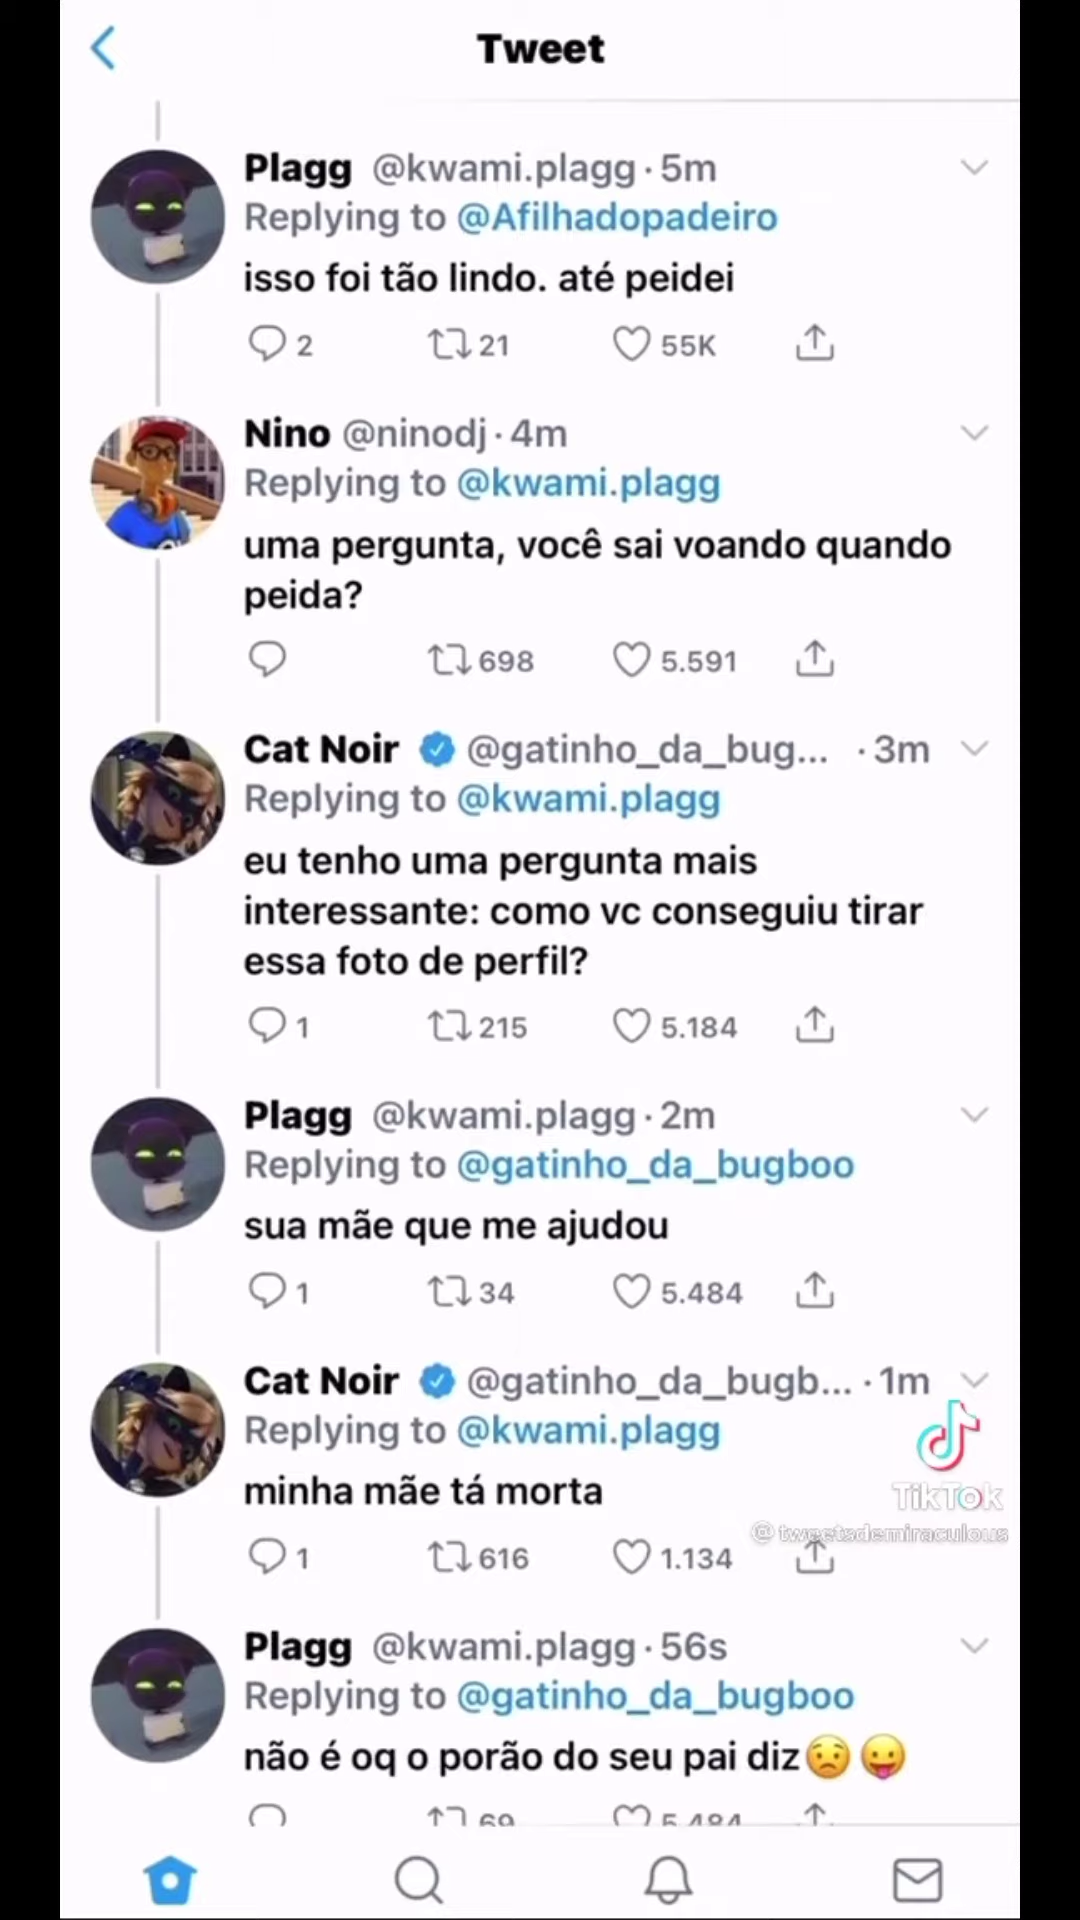 Tweet
Plagg @kwami.plagg · 5m
Replying to @Afilhadopadeiro
isso foi tão lindo. até peidei
2 21 55K
Nino @ninodj · 4m
Replying to @kwami.plagg
uma pergunta, você sai voando quando
peida?
698 5.591
Cat Noir @gatinho_da_bug... · 3m
Replying to @kwami.plagg
eu tenho uma pergunta mais
interessante: como vc conseguiu tirar
essa foto de perfil?
1 215 5.184
Plagg @kwami.plagg · 2m
Replying to @gatinho_da_bugboo
sua mãe que me ajudou
1 34 5.484
Cat Noir @gatinho_da_bugb... · 1m
Replying to @kwami.plagg
minha mãe tá morta
TikTok
@tweetsdemiraculous
1 616 1.134
Plagg @kwami.plagg · 56s
Replying to @gatinho_da_bugboo
não é oq o porão do seu pai diz😟😛
69 5.484